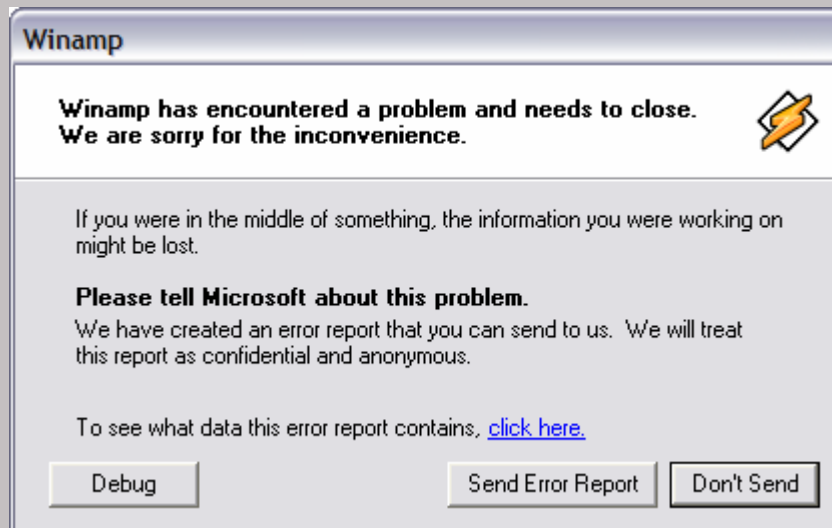 Winamp
Winamp has encountered a problem and needs to close.
We are sorry for the inconvenience.
If you were in the middle of something, the information you were working on
might be lost.
Please tell Microsoft about this problem.
We have created an error report that you can send to us.  We will treat
this report as confidential and anonymous.
To see what data this error report contains, click here.
Debug
Send Error Report
Don't Send